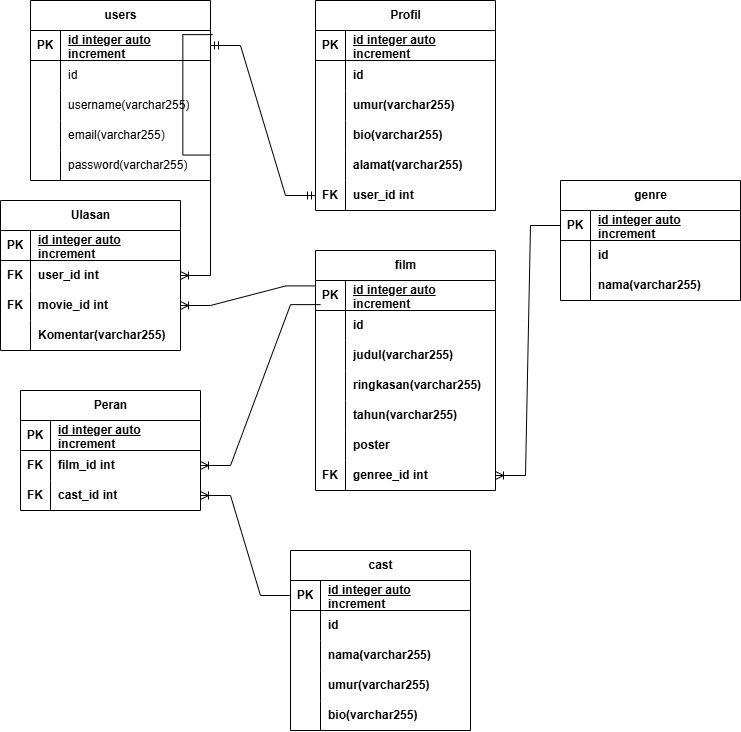 users
PK
id integer auto
increment
id
username(varchar255)
email(varchar255)
password(varchar255)
Profil
PK
id integer auto
increment
id
umur(varchar255)
bio(varchar255)
alamat(varchar255)
FK
user_id int
genre
PK
id integer auto
increment
id
nama(varchar255)
Ulasan
PK
id integer auto
increment
FK
user_id int
FK
movie_id int
Komentar(varchar255)
film
PK
id integer auto
increment
id
judul(varchar255)
ringkasan(varchar255)
tahun(varchar255)
poster
FK
genree_id int
Peran
PK
id integer auto
increment
FK
film_id int
FK
cast_id int
cast
PK
id integer auto
increment
id
nama(varchar255)
umur(varchar255)
bio(varchar255)